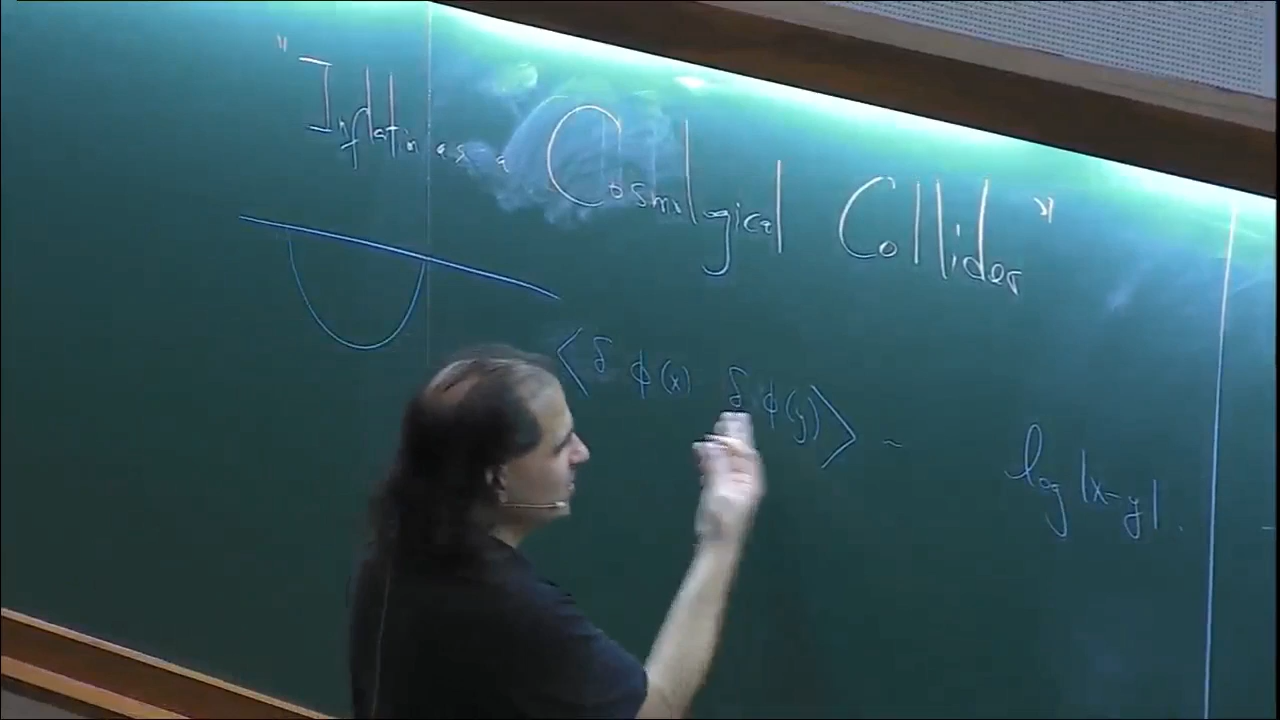 "Inflation as a Cosmological Collider"
⟨δϕ(x) δϕ(y)⟩ ~ log |x-y|.